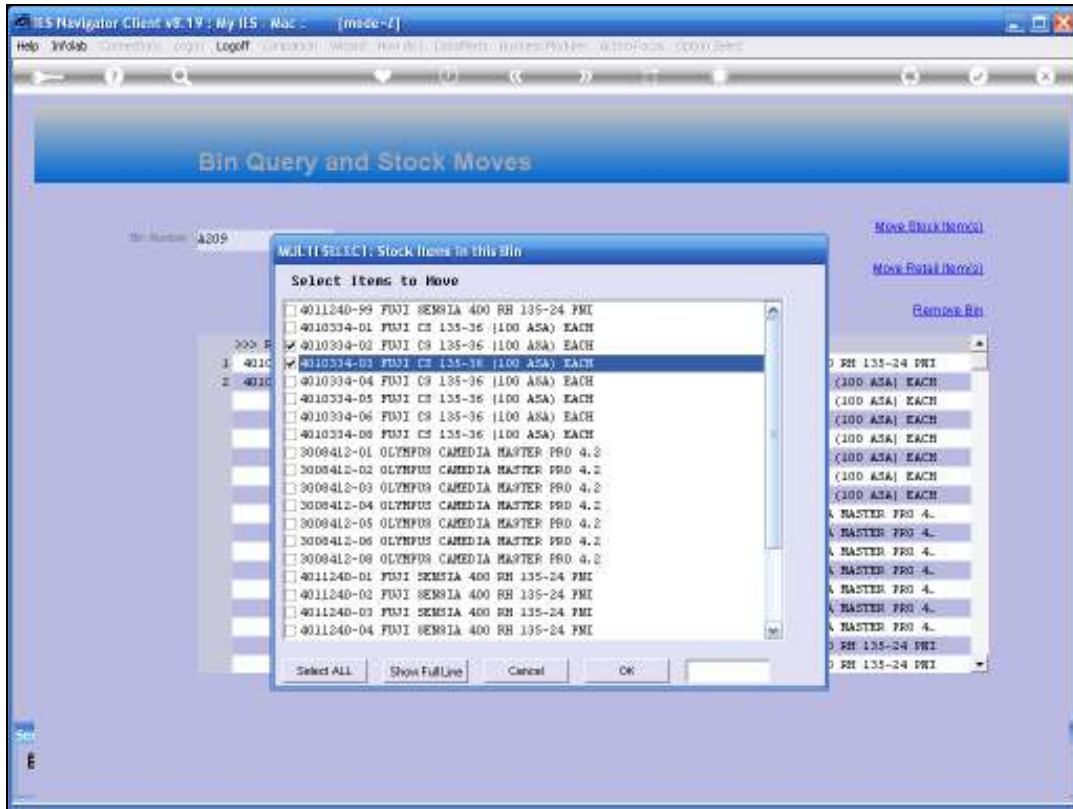 IES Navigator Client v8.19 : My IES - Mac : [mode-Z]
Help Infolab Logoff
Bin Query and Stock Moves
Bin Number A209
Move Stock Item(s)
Move Retail Item(s)
Remove Bin
MULTI SELECT: Stock Items in this Bin
Select Items to Move
4011240-99 FUJI SENSIA 400 RH 135-24 PNI
4010334-01 FUJI CS 135-36 (100 ASA) EACH
4010334-02 FUJI CS 135-36 (100 ASA) EACH
4010334-03 FUJI CS 135-36 (100 ASA) EACH
4010334-04 FUJI CS 135-36 (100 ASA) EACH
4010334-05 FUJI CS 135-36 (100 ASA) EACH
4010334-06 FUJI CS 135-36 (100 ASA) EACH
4010334-08 FUJI CS 135-36 (100 ASA) EACH
3008412-01 OLYMPUS CAMEDIA MASTER PRO 4.2
3008412-02 OLYMPUS CAMEDIA MASTER PRO 4.2
3008412-03 OLYMPUS CAMEDIA MASTER PRO 4.2
3008412-04 OLYMPUS CAMEDIA MASTER PRO 4.2
3008412-05 OLYMPUS CAMEDIA MASTER PRO 4.2
3008412-06 OLYMPUS CAMEDIA MASTER PRO 4.2
3008412-08 OLYMPUS CAMEDIA MASTER PRO 4.2
4011240-01 FUJI SENSIA 400 RH 135-24 PNI
4011240-02 FUJI SENSIA 400 RH 135-24 PNI
4011240-03 FUJI SENSIA 400 RH 135-24 PNI
4011240-04 FUJI SENSIA 400 RH 135-24 PNI
Select ALL Show Full Line Cancel OK
>>>
1 401C
2 401C
RH 135-24 PNI
(100 ASA) EACH
(100 ASA) EACH
(100 ASA) EACH
(100 ASA) EACH
(100 ASA) EACH
(100 ASA) EACH
(100 ASA) EACH
MASTER PRO 4.
MASTER PRO 4.
MASTER PRO 4.
MASTER PRO 4.
MASTER PRO 4.
MASTER PRO 4.
MASTER PRO 4.
RH 135-24 PNI
RH 135-24 PNI